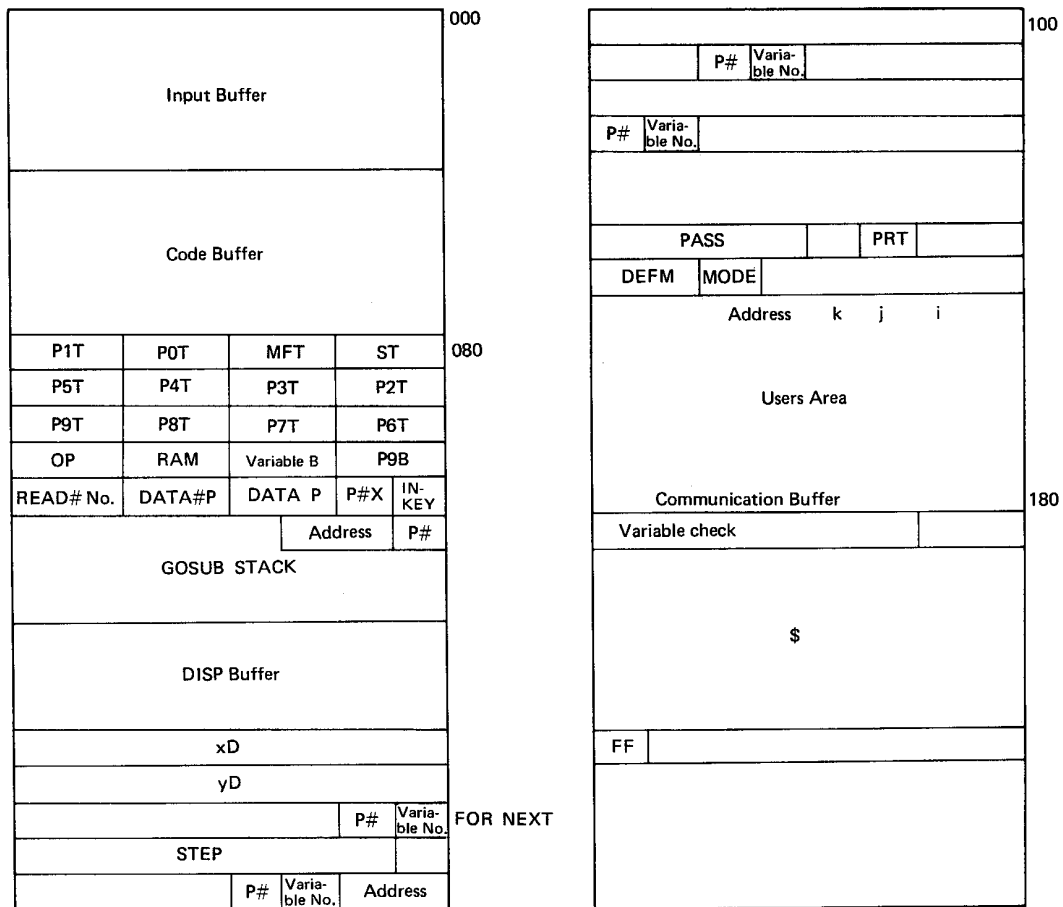 000
Input Buffer
Code Buffer
P1T P0T MFT ST 080
P5T P4T P3T P2T
P9T P8T P7T P6T
OP RAM Variable B P9B
READ# No. DATA#P DATA P P#X IN-
KEY
Address P#
GOSUB STACK
DISP Buffer
xD
yD
P# Varia-
ble No. FOR NEXT
STEP
P# Varia-
ble No. Address
100
P# Varia-
ble No.
P# Varia-
ble No.
PASS PRT
DEFM MODE
Address k j i
Users Area
Communication Buffer 180
Variable check
$
FF